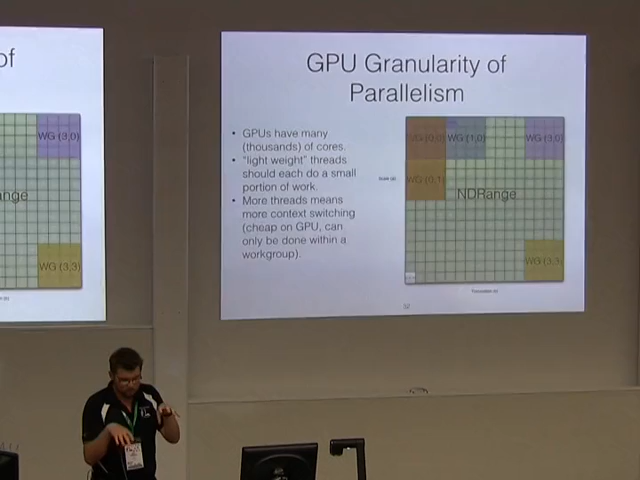 of
WG (3,0)
ange
WG (3,3)
GPU Granularity of
Parallelism
• GPUs have many
(thousands) of cores.
• "light weight" threads
should each do a small
portion of work.
• More threads means
more context switching
(cheap on GPU, can
only be done within a
workgroup).
WG (0,0) WG (1,0) WG (3,0)
WG (0,1)
NDRange
WG (3,3)